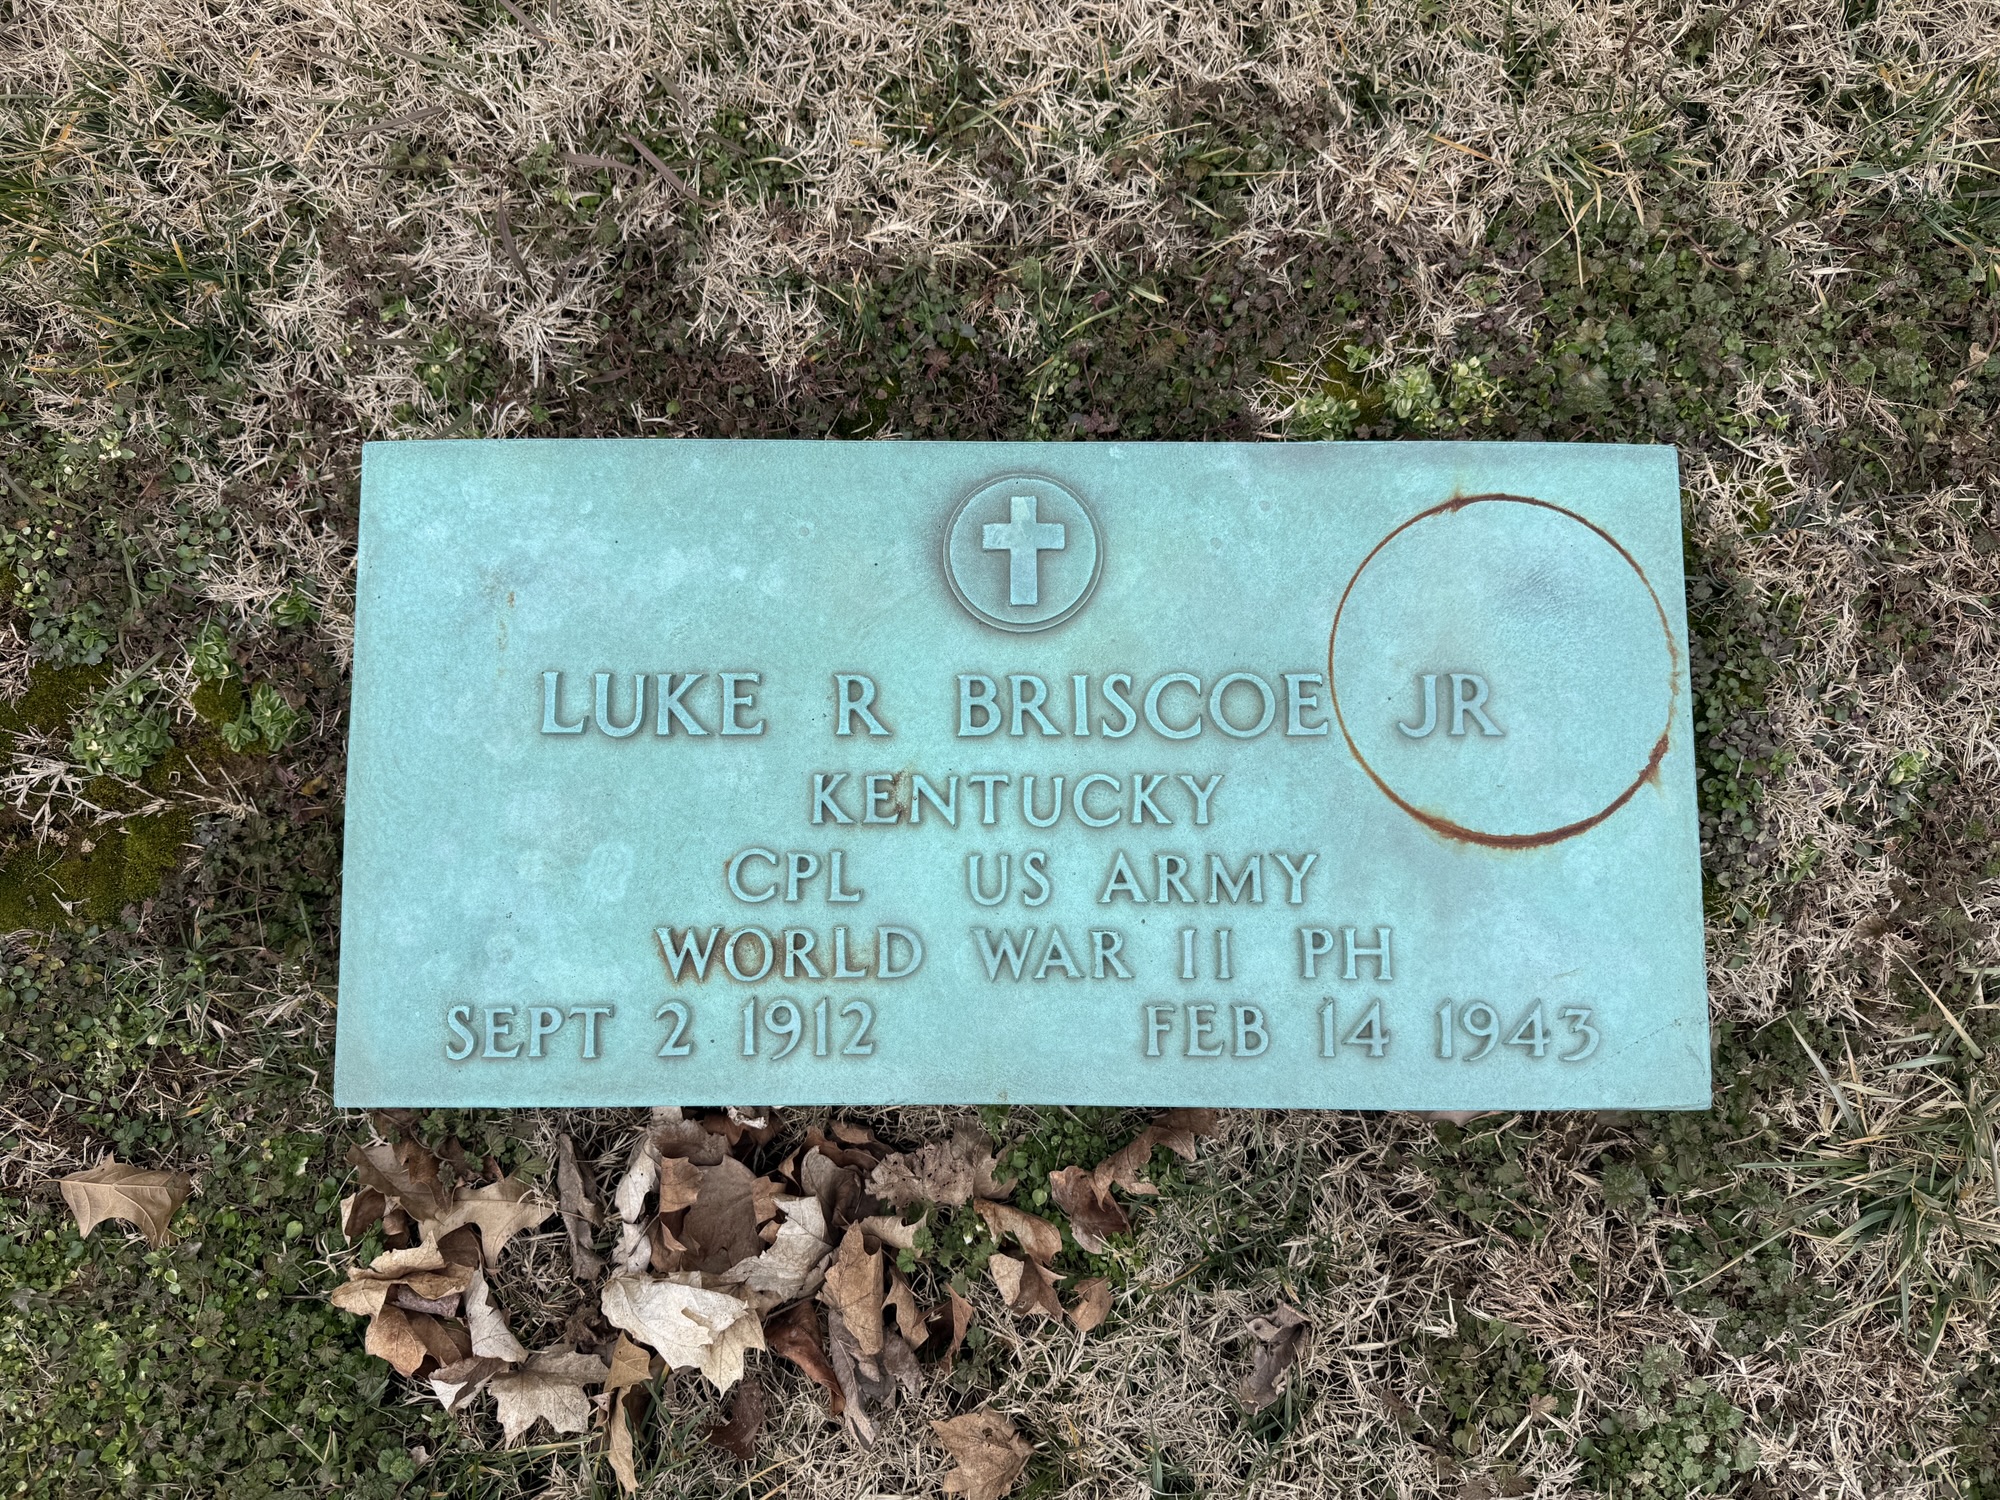 LUKE R BRISCOE JR
KENTUCKY
CPL US ARMY
WORLD WAR II PH
SEPT 2 1912 FEB 14 1943